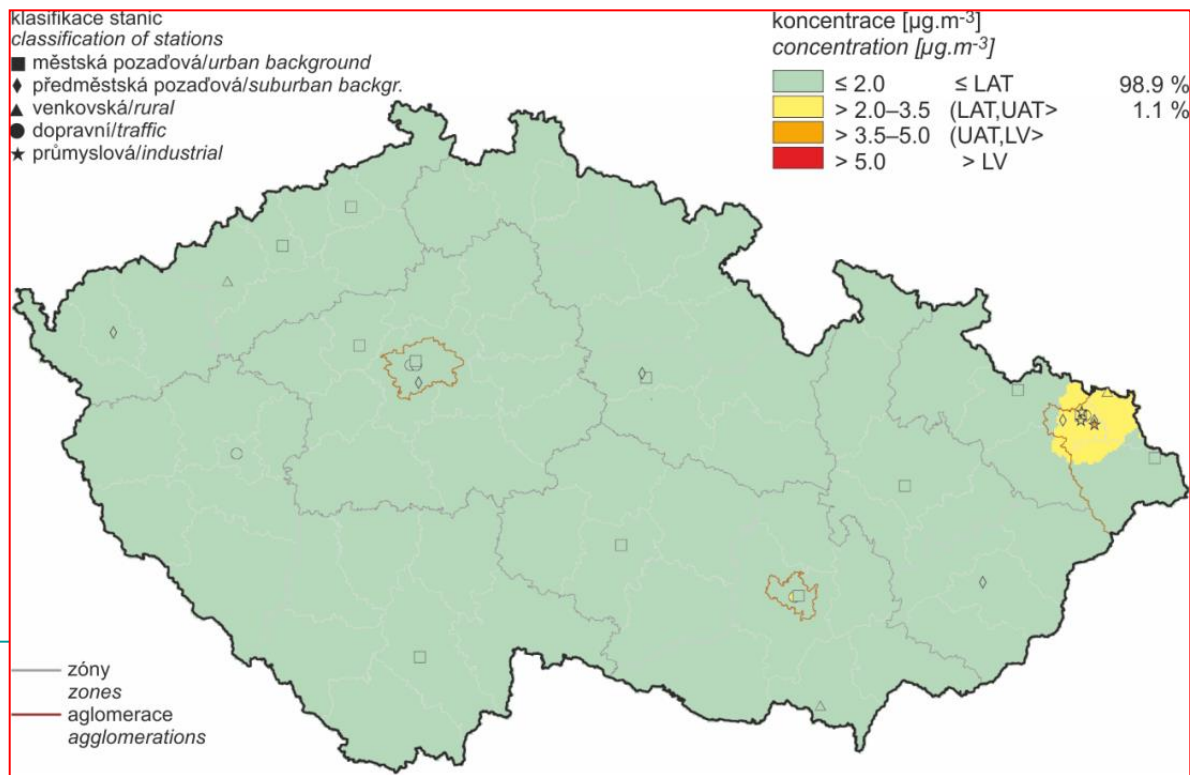 klasifikace stanic
classification of stations
městská pozaďová/urban background
předměstská pozaďová/suburban backgr.
venkovská/rural
dopravní/traffic
průmyslová/industrial
koncentrace [µg.m-3]
concentration [µg.m-3]
≤ 2.0 ≤ LAT 98.9 %
> 2.0–3.5 (LAT,UAT> 1.1 %
> 3.5–5.0 (UAT,LV>
> 5.0 > LV
zóny
zones
aglomerace
agglomerations